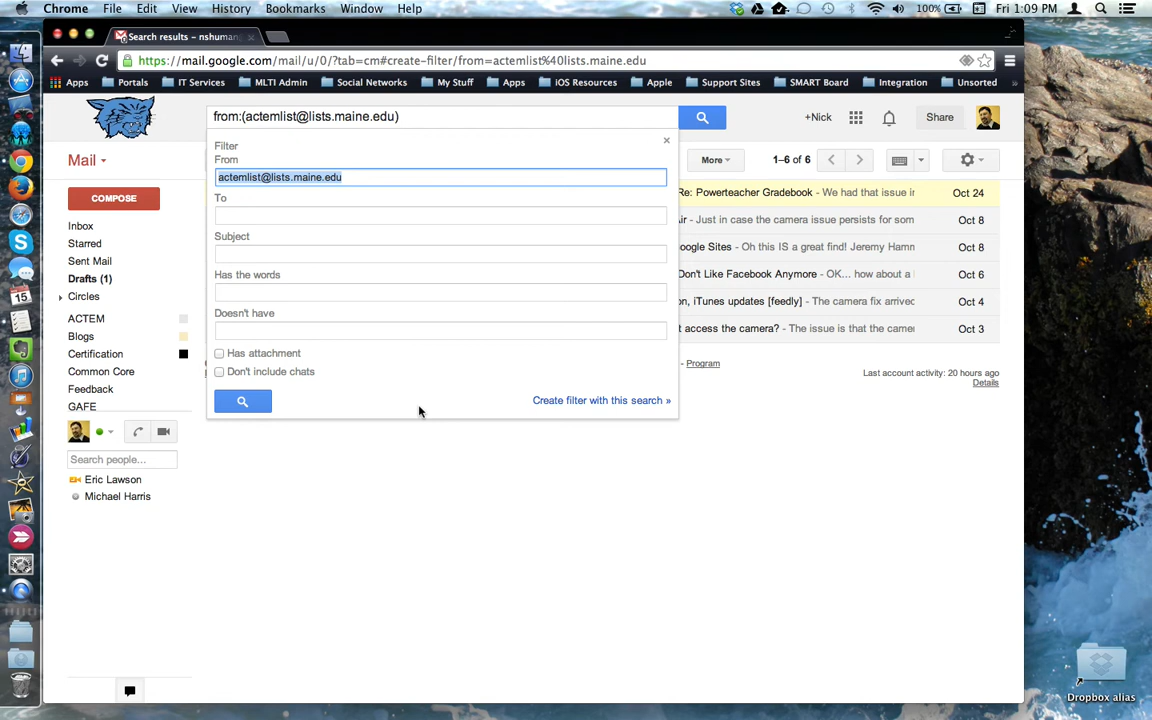 Chrome File Edit View History Bookmarks Window Help 100% Fri 1:09 PM
Search results – nshuman
https://mail.google.com/mail/u/0/?tab=cm#create-filter/from=actemlist%40lists.maine.edu
Apps Portals IT Services MLTI Admin Social Networks My Stuff Apps iOS Resources Apple Support Sites SMART Board Integration Unsorted »
from:(actemlist@lists.maine.edu)
+Nick Share
Mail
More 1–6 of 6
Filter
From
actemlist@lists.maine.edu
To
Subject
Has the words
Doesn't have
Has attachment
Don't include chats
Create filter with this search »
COMPOSE
Inbox
Starred
Sent Mail
Drafts (1)
Circles
ACTEM
Blogs
Certification
Common Core
Feedback
GAFE
Search people...
Eric Lawson
Michael Harris
Re: Powerteacher Gradebook - We had that issue in Oct 24
Air - Just in case the camera issue persists for som Oct 8
oogle Sites - Oh this IS a great find! Jeremy Hamm Oct 8
Don't Like Facebook Anymore - OK... how about a Oct 6
on, iTunes updates [feedly] - The camera fix arrived Oct 4
t access the camera? - The issue is that the came Oct 3
- Program
Last account activity: 20 hours ago
Details
15
Dropbox alias